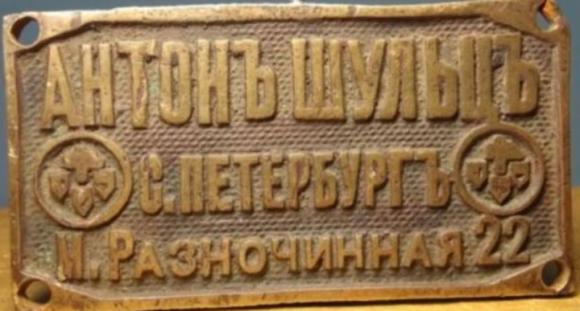 АНТОНЪ ШУЛЬЦЪ
С. ПЕТЕРБУРГЪ
М. РАЗНОЧИННАЯ 22